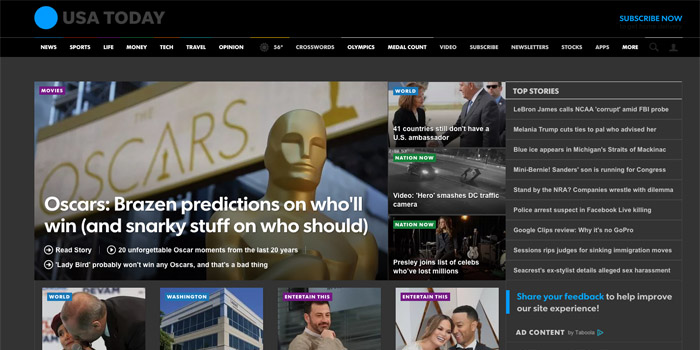 USA TODAY
SUBSCRIBE NOW
NEWS SPORTS LIFE MONEY TECH TRAVEL OPINION 56° CROSSWORDS OLYMPICS MEDAL COUNT VIDEO SUBSCRIBE NEWSLETTERS STOCKS APPS MORE
MOVIES
OSCARS
Oscars: Brazen predictions on who'll
win (and snarky stuff on who should)
Read Story 20 unforgettable Oscar moments from the last 20 years
'Lady Bird' probably won't win any Oscars, and that's a bad thing
WORLD
41 countries still don't have a
U.S. ambassador
NATION NOW
Video: 'Hero' smashes DC traffic
camera
NATION NOW
Presley joins list of celebs
who've lost millions
TOP STORIES
LeBron James calls NCAA 'corrupt' amid FBI probe
Melania Trump cuts ties to pal who advised her
Blue ice appears in Michigan's Straits of Mackinac
Mini-Bernie! Sanders' son is running for Congress
Stand by the NRA? Companies wrestle with dilemma
Police arrest suspect in Facebook Live killing
Google Clips review: Why it's no GoPro
Sessions rips judges for sinking immigration moves
Seacrest's ex-stylist details alleged sex harassment
Share your feedback to help improve
our site experience!
AD CONTENT by Taboola
WORLD
WASHINGTON
ENTERTAIN THIS
ENTERTAIN THIS